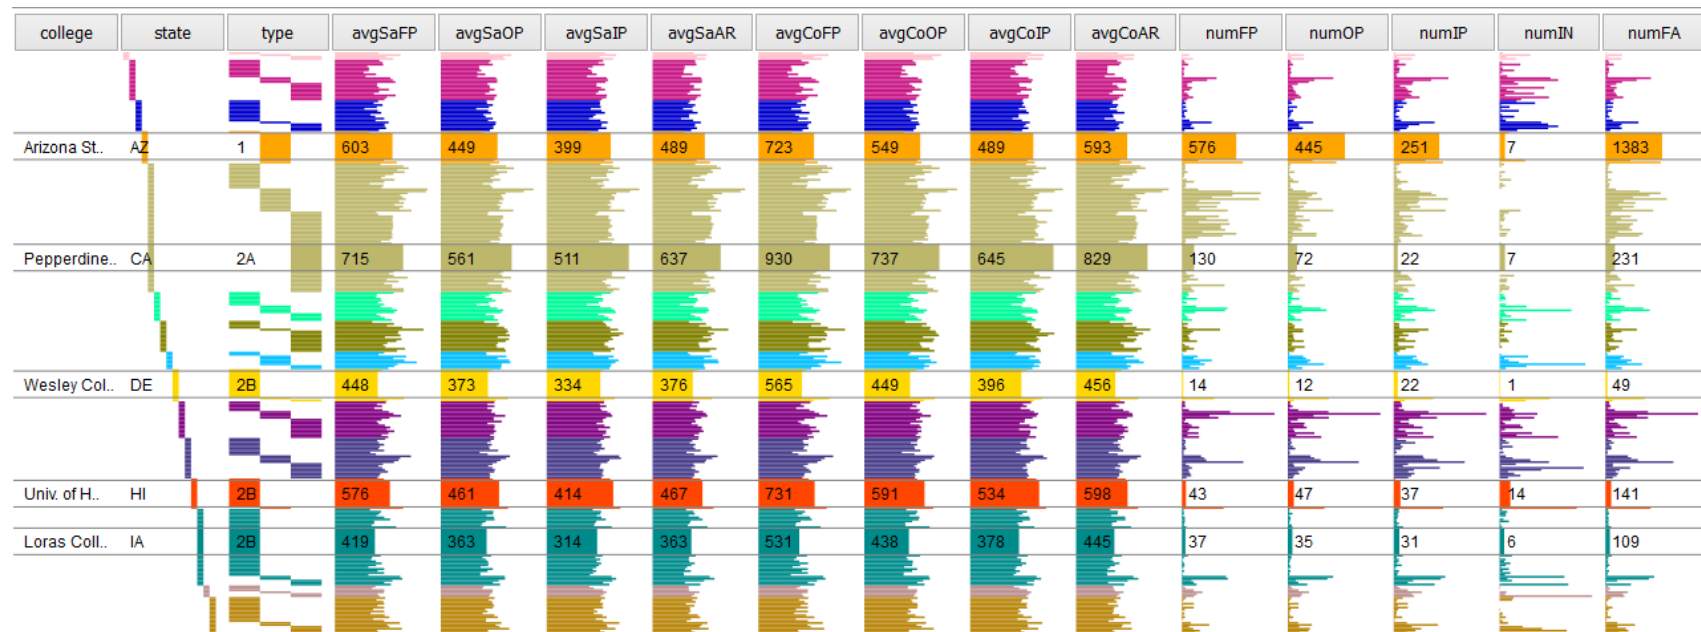 college state type avgSaFP avgSaOP avgSaIP avgSaAR avgCoFP avgCoOP avgCoIP avgCoAR numFP numOP numIP numIN numFA
Arizona St.. AZ 1 603 449 399 489 723 549 489 593 576 445 251 7 1383
Pepperdine.. CA 2A 715 561 511 637 930 737 645 829 130 72 22 7 231
Wesley Col.. DE 2B 448 373 334 376 565 449 396 456 14 12 22 1 49
Univ. of H.. HI 2B 576 461 414 467 731 591 534 598 43 47 37 14 141
Loras Coll.. IA 2B 419 363 314 363 531 438 378 445 37 35 31 6 109